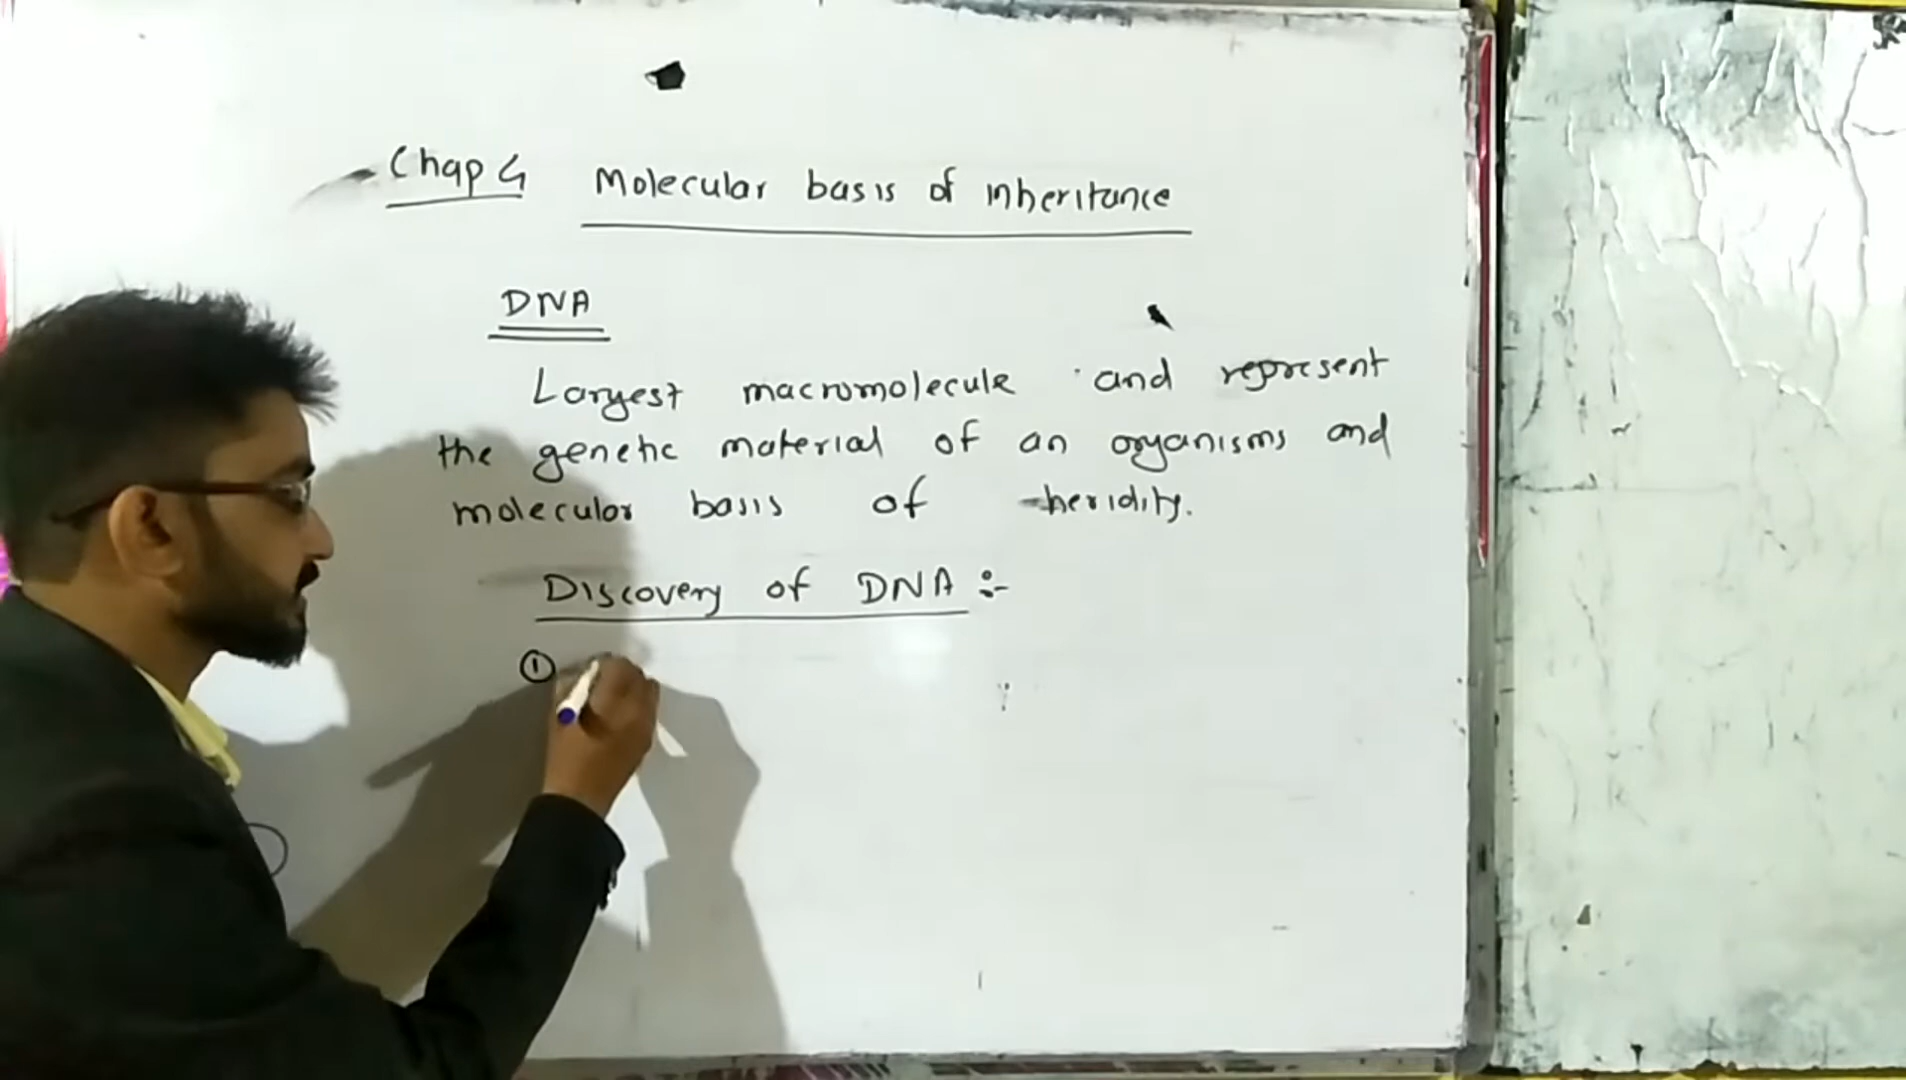 Chap 4 Molecular basis of inheritance
DNA
Largest macromolecule and represent
the genetic material of an organisms and
molecular basis of heridity.
Discovery of DNA :-
①